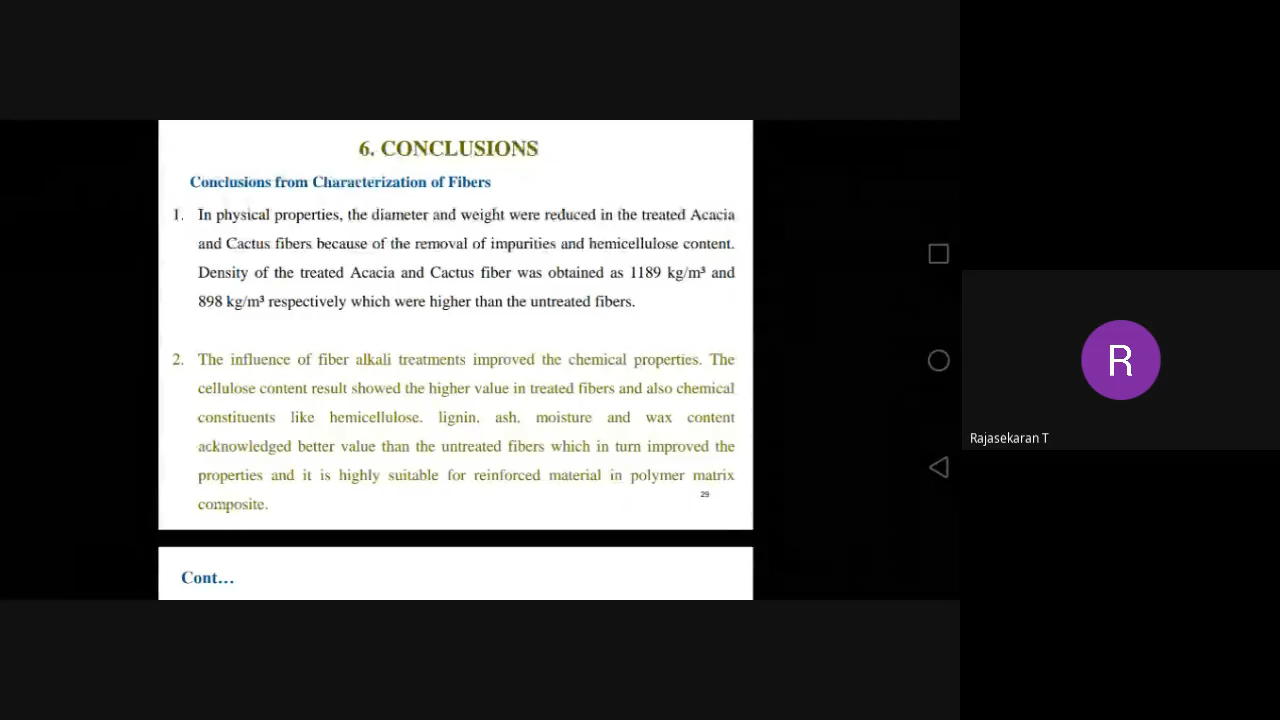 6. CONCLUSIONS
Conclusions from Characterization of Fibers
1. In physical properties, the diameter and weight were reduced in the treated Acacia
and Cactus fibers because of the removal of impurities and hemicellulose content.
Density of the treated Acacia and Cactus fiber was obtained as 1189 kg/m³ and
898 kg/m³ respectively which were higher than the untreated fibers.
2. The influence of fiber alkali treatments improved the chemical properties. The
cellulose content result showed the higher value in treated fibers and also chemical
constituents like hemicellulose, lignin, ash, moisture and wax content
acknowledged better value than the untreated fibers which in turn improved the
properties and it is highly suitable for reinforced material in polymer matrix
composite.
29
Cont…
R
Rajasekaran T